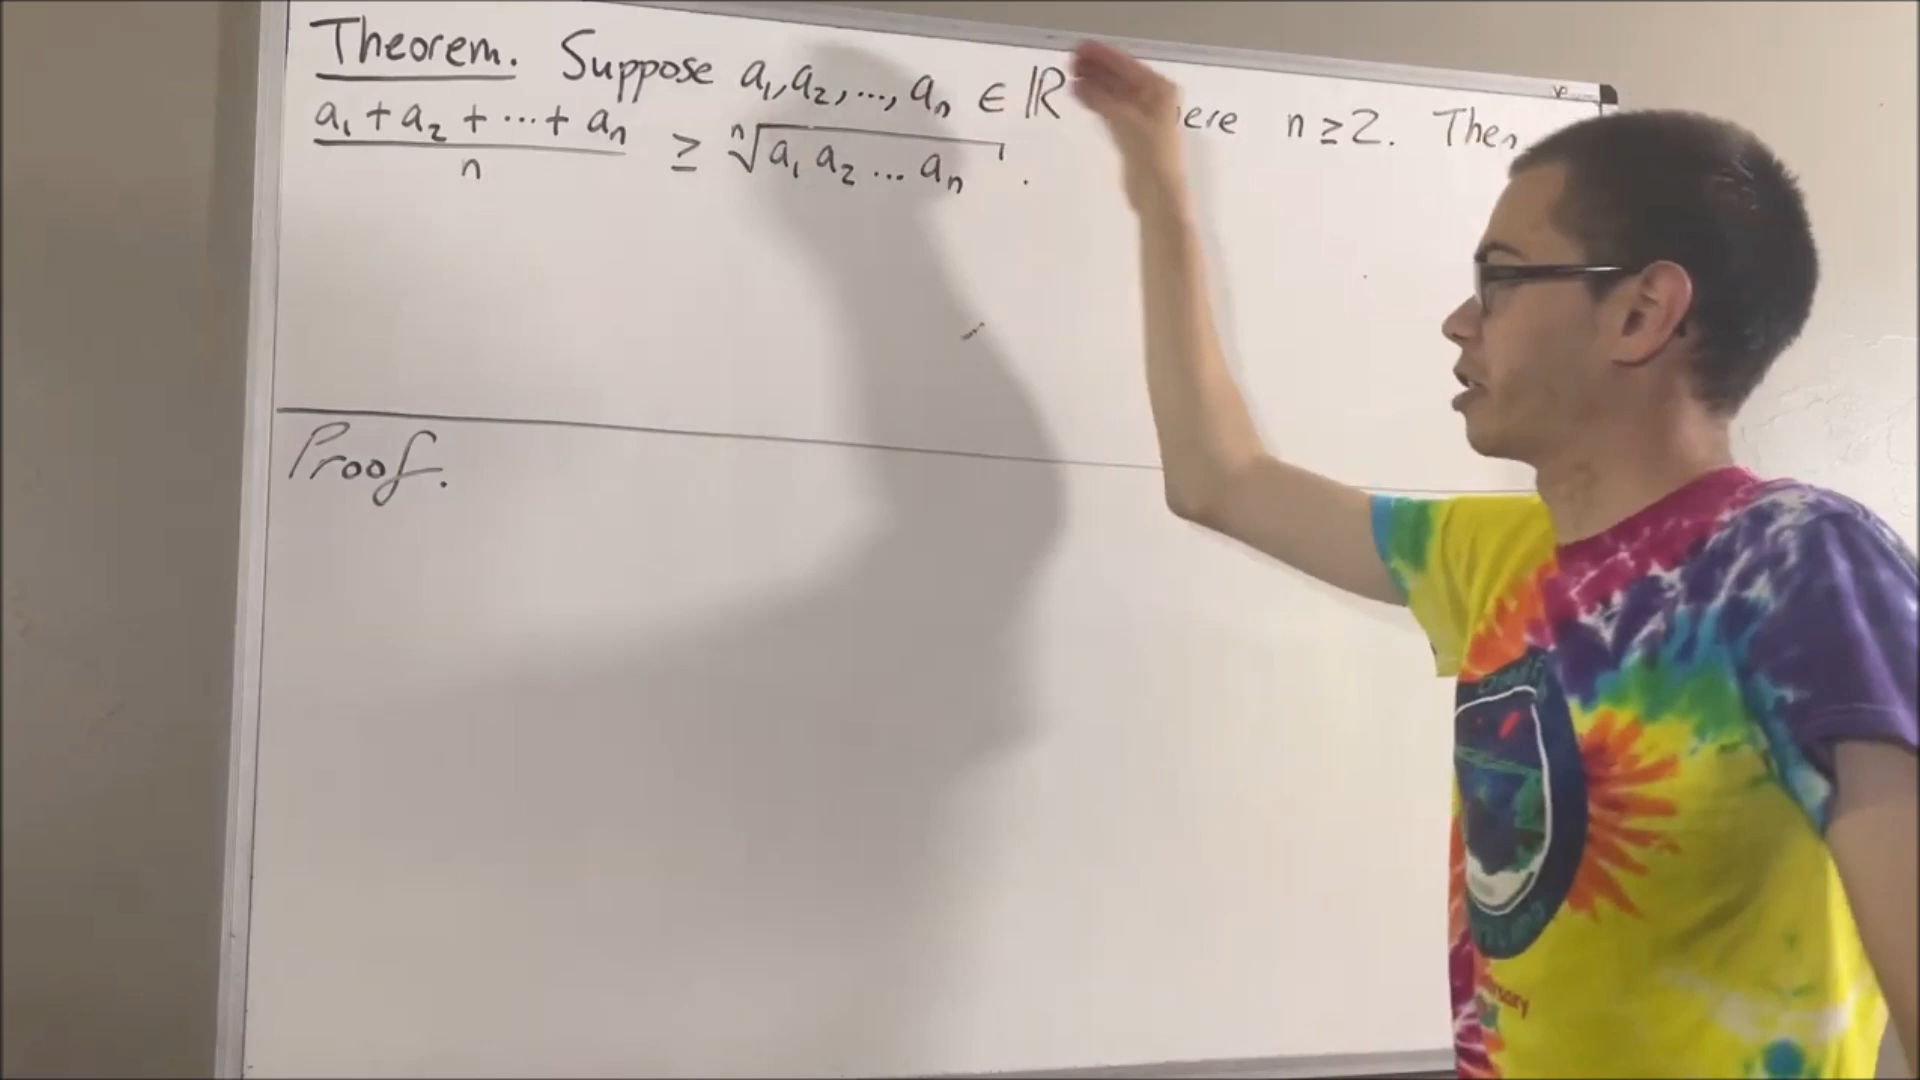 Theorem. Suppose a₁, a₂, ..., aₙ ∈ ℝ ere n ≥ 2. Then
(a₁ + a₂ + ⋯ + aₙ)/n ≥ ⁿ√(a₁ a₂ ... aₙ).
Proof.